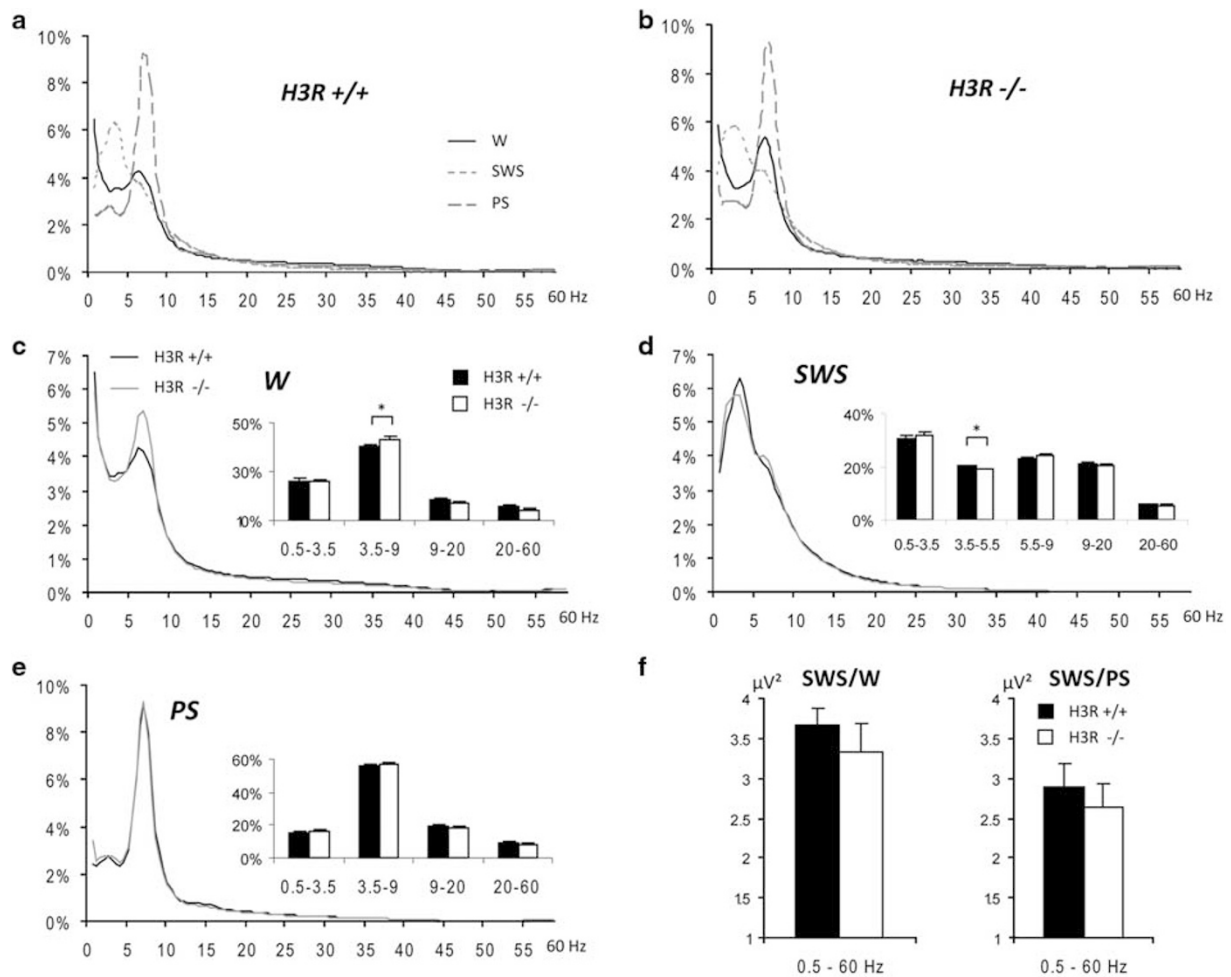 a
10%
8%
6%
4%
2%
0%
H3R +/+
W
SWS
PS
0 5 10 15 20 25 30 35 40 45 50 55 60 Hz
b
10%
8%
6%
4%
2%
0%
H3R -/-
0 5 10 15 20 25 30 35 40 45 50 55 60 Hz
c
7%
6%
5%
4%
3%
2%
1%
0%
H3R +/+
H3R -/-
W
H3R +/+
H3R -/-
*
50%
30%
10%
0.5-3.5 3.5-9 9-20 20-60
0 5 10 15 20 25 30 35 40 45 50 55 60 Hz
d
7%
6%
5%
4%
3%
2%
1%
0%
SWS
*
40%
20%
0%
0.5-3.5 3.5-5.5 5.5-9 9-20 20-60
0 5 10 15 20 25 30 35 40 45 50 55 60 Hz
e
10%
8%
6%
4%
2%
0%
PS
60%
40%
20%
0%
0.5-3.5 3.5-9 9-20 20-60
0 5 10 15 20 25 30 35 40 45 50 55 60 Hz
f
µV² SWS/W
4
3.5
3
2.5
2
1.5
1
0.5 - 60 Hz
µV² SWS/PS
H3R +/+
H3R -/-
4
3.5
3
2.5
2
1.5
1
0.5 - 60 Hz